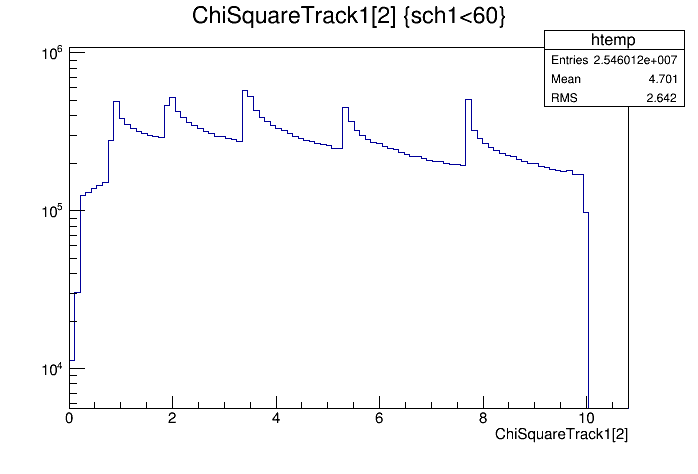 ChiSquareTrack1[2] {sch1<60}
htemp
Entries 2.546012e+007
Mean 4.701
RMS 2.642
10^6
10^5
10^4
0 2 4 6 8 10
ChiSquareTrack1[2]